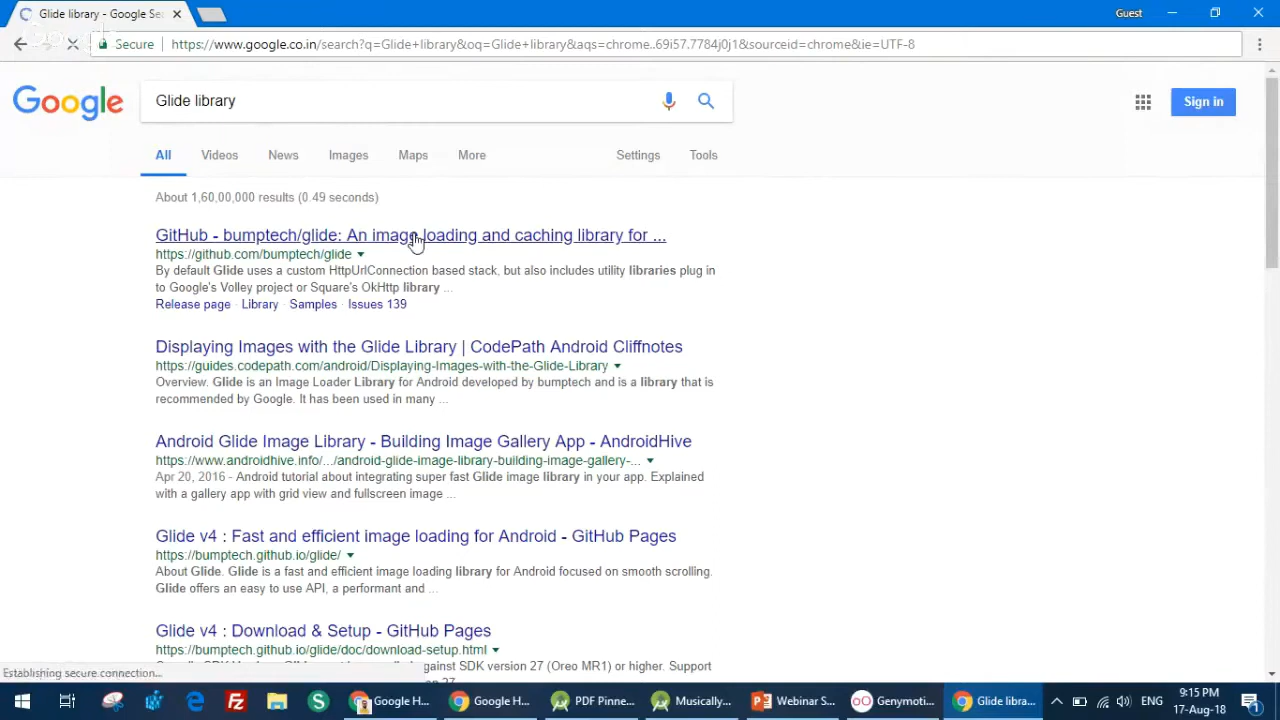 Glide library - Google Se
Guest
Secure
https://www.google.co.in/search?q=Glide+library&oq=Glide+library&aqs=chrome..69i57.7784j0j1&sourceid=chrome&ie=UTF-8
Google
Glide library
Sign in
All Videos News Images Maps More Settings Tools
About 1,60,00,000 results (0.49 seconds)
GitHub - bumptech/glide: An image loading and caching library for ...
https://github.com/bumptech/glide
By default Glide uses a custom HttpUrlConnection based stack, but also includes utility libraries plug in
to Google's Volley project or Square's OkHttp library ...
Release page · Library · Samples · Issues 139
Displaying Images with the Glide Library | CodePath Android Cliffnotes
https://guides.codepath.com/android/Displaying-Images-with-the-Glide-Library
Overview. Glide is an Image Loader Library for Android developed by bumptech and is a library that is
recommended by Google. It has been used in many ...
Android Glide Image Library - Building Image Gallery App - AndroidHive
https://www.androidhive.info/.../android-glide-image-library-building-image-gallery-...
Apr 20, 2016 - Android tutorial about integrating super fast Glide image library in your app. Explained
with a gallery app with grid view and fullscreen image ...
Glide v4 : Fast and efficient image loading for Android - GitHub Pages
https://bumptech.github.io/glide/
About Glide. Glide is a fast and efficient image loading library for Android focused on smooth scrolling.
Glide offers an easy to use API, a performant and ...
Glide v4 : Download & Setup - GitHub Pages
https://bumptech.github.io/glide/doc/download-setup.html
against SDK version 27 (Oreo MR1) or higher. Support
27
Establishing secure connection...
Google H... Google H... PDF Pinne... Musically... Webinar S... Genymoti... Glide libra... ENG
9:15 PM
17-Aug-18